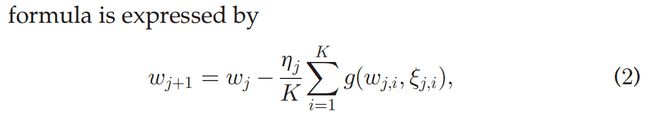 formula is expressed by
w_{j+1} = w_j - \frac{\eta_j}{K} \sum_{i=1}^{K} g(w_{j,i}, \xi_{j,i}), (2)